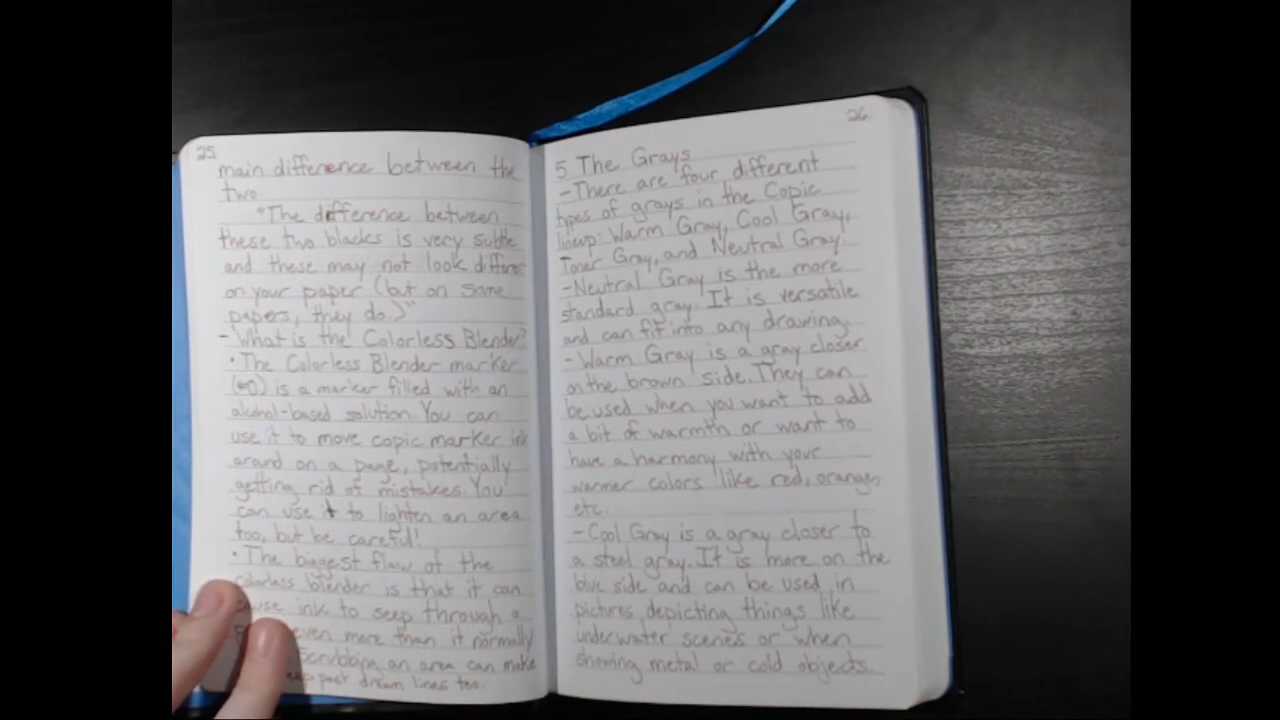 25
main difference between the
two
"The difference between
these two blacks is very subtle
and these may not look different
on your paper (but on some
papers, they do.)"
- What is the Colorless Blender?
• The Colorless Blender marker
is a marker filled with an
alcohol-based solution. You can
use it to move copic marker ink
around on a page, potentially
getting rid of mistakes. You
can use it to lighten an area
too, but be careful!
• The biggest flaw of the
colorless blender is that it can
cause ink to seep through a
even more than it normally
Scrubbing an area can make
past drawn lines too.
26
5 The Grays
- There are four different
types of grays in the Copic
lineup: Warm Gray, Cool Gray,
Toner Gray, and Neutral Gray.
- Neutral Gray is the more
standard gray. It is versatile
and can fit into any drawing.
- Warm Gray is a gray closer
on the brown side. They can
be used when you want to add
a bit of warmth or want to
have a harmony with your
warmer colors like red, orange,
etc.
- Cool Gray is a gray closer to
a steel gray. It is more on the
blue side and can be used in
pictures depicting things like
underwater scenes or when
showing metal or cold objects.